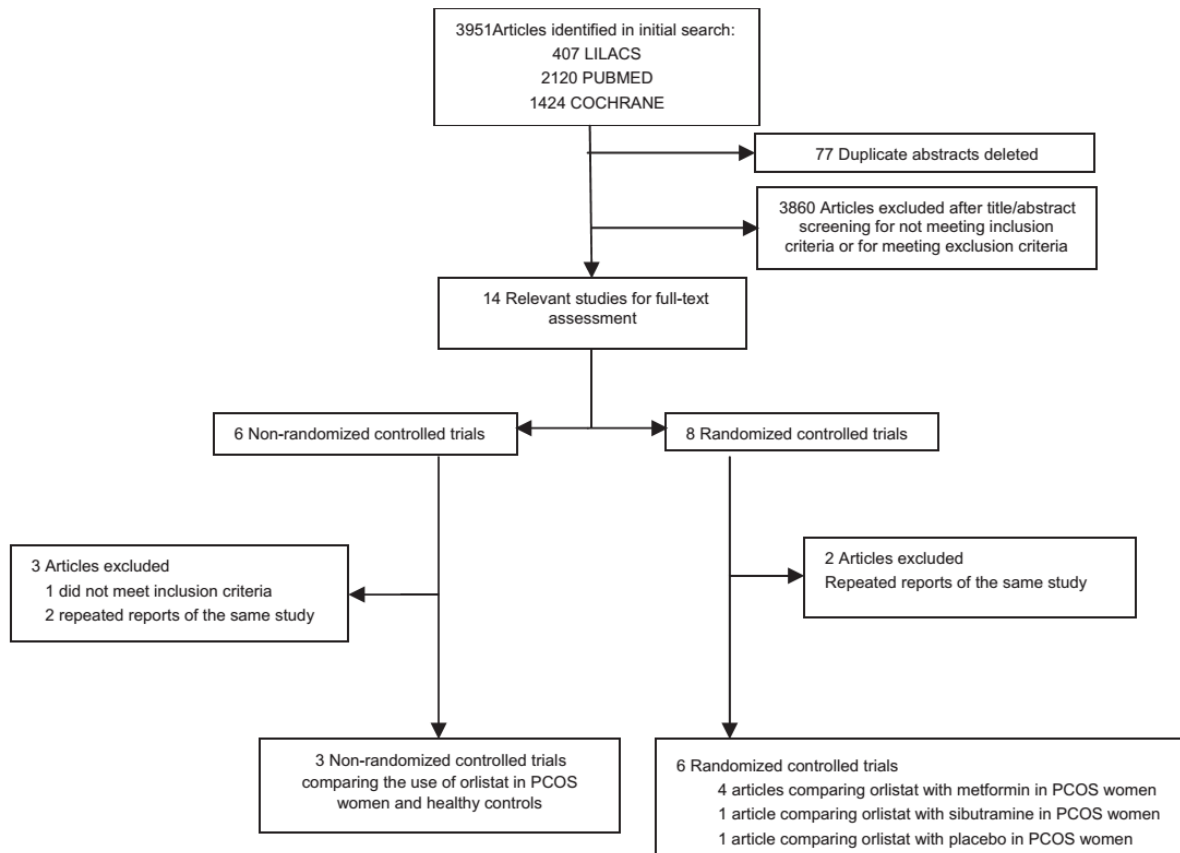 3951Articles identified in initial search:
407 LILACS
2120 PUBMED
1424 COCHRANE
77 Duplicate abstracts deleted
3860 Articles excluded after title/abstract
screening for not meeting inclusion
criteria or for meeting exclusion criteria
14 Relevant studies for full-text
assessment
6 Non-randomized controlled trials
8 Randomized controlled trials
3 Articles excluded
1 did not meet inclusion criteria
2 repeated reports of the same study
2 Articles excluded
Repeated reports of the same study
3 Non-randomized controlled trials
comparing the use of orlistat in PCOS
women and healthy controls
6 Randomized controlled trials
4 articles comparing orlistat with metformin in PCOS women
1 article comparing orlistat with sibutramine in PCOS women
1 article comparing orlistat with placebo in PCOS women